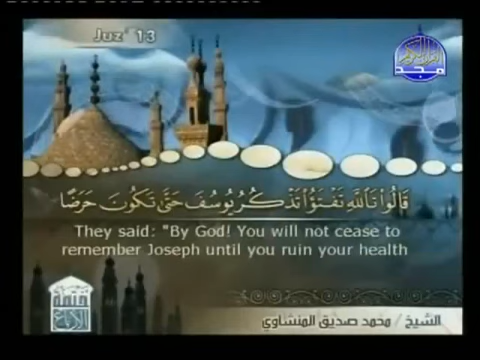 Juz' 13
المجد
قَالُوا۟ تَٱللَّهِ تَفْتَؤُا۟ تَذْكُرُ يُوسُفَ حَتَّىٰ تَكُونَ حَرَضًا
They said: "By God! You will not cease to
remember Joseph until you ruin your health
الشيخ / محمد صديق المنشاوي